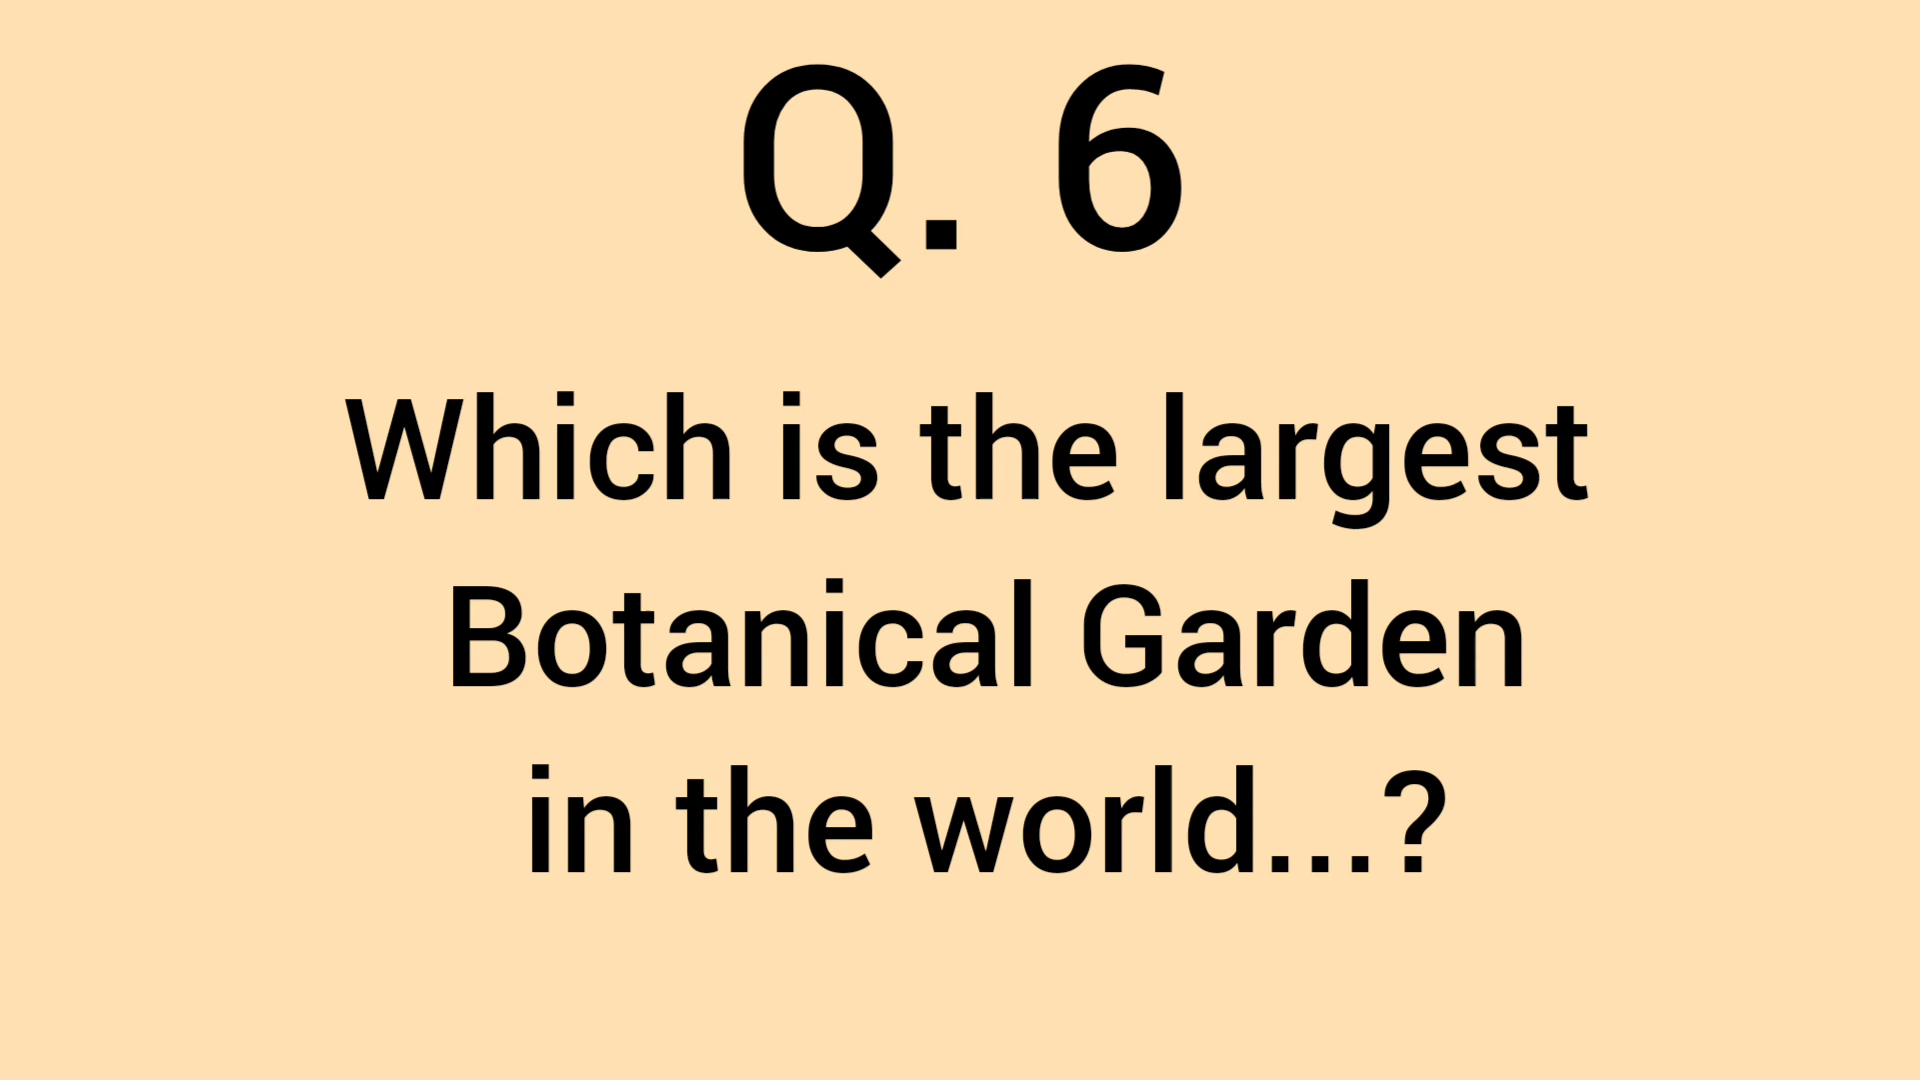 Q. 6
Which is the largest
Botanical Garden
in the world...?